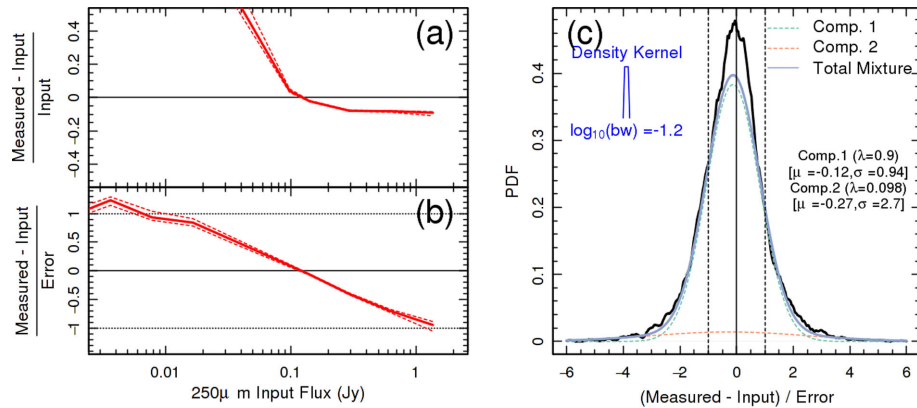 (a)
Measured - Input
Input
0.4
0.2
0
-0.2
-0.4
(b)
Measured - Input
Error
1
0.5
0
-0.5
-1
0.01
0.1
1
250μ m Input Flux (Jy)
(c)
Density Kernel
log10(bw) =-1.2
Comp. 1
Comp. 2
Total Mixture
Comp.1 (λ=0.9)
[μ =-0.12,σ =0.94]
Comp.2 (λ=0.098)
[μ =-0.27,σ =2.7]
PDF
0.4
0.3
0.2
0.1
0
-6
-4
-2
0
2
4
6
(Measured - Input) / Error